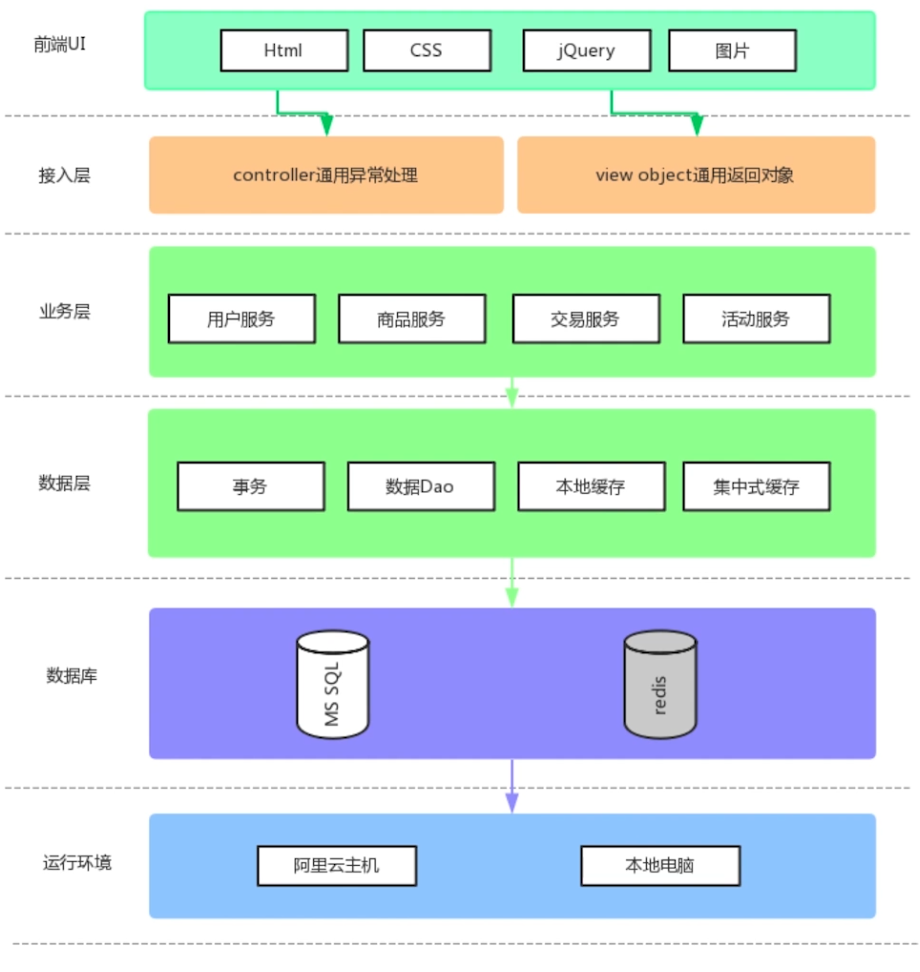 前端UI
Html
CSS
jQuery
图片
接入层
controller通用异常处理
view object通用返回对象
业务层
用户服务
商品服务
交易服务
活动服务
数据层
事务
数据Dao
本地缓存
集中式缓存
数据库
MS SQL
redis
运行环境
阿里云主机
本地电脑